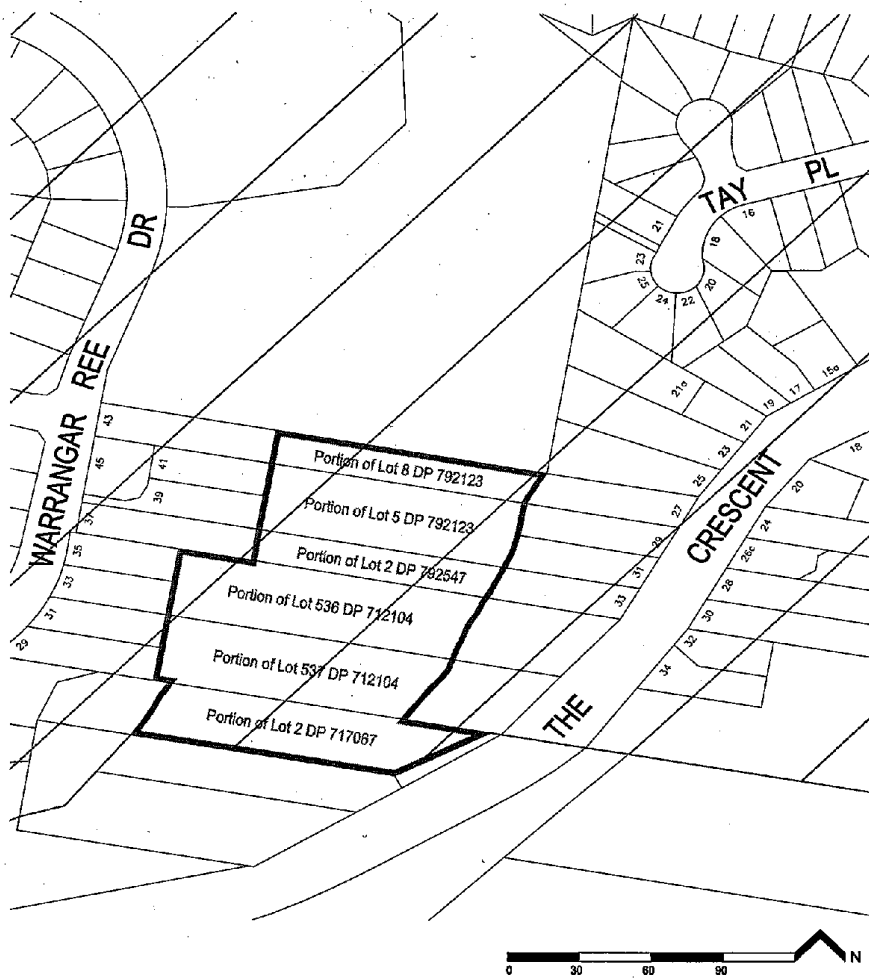 TAY PL
16
18
20
22
24
25
23
21
WARRANGAR REE DR
43
45
41
39
37
35
33
31
29
Portion of Lot 8 DP 792123
Portion of Lot 5 DP 792123
Portion of Lot 2 DP 792547
Portion of Lot 536 DP 712104
Portion of Lot 537 DP 712104
Portion of Lot 2 DP 717067
THE CRESCENT
15a
17
19
21
21a
23
25
27
29
31
33
18
20
24
26c
28
30
32
34
0 30 60 90 N